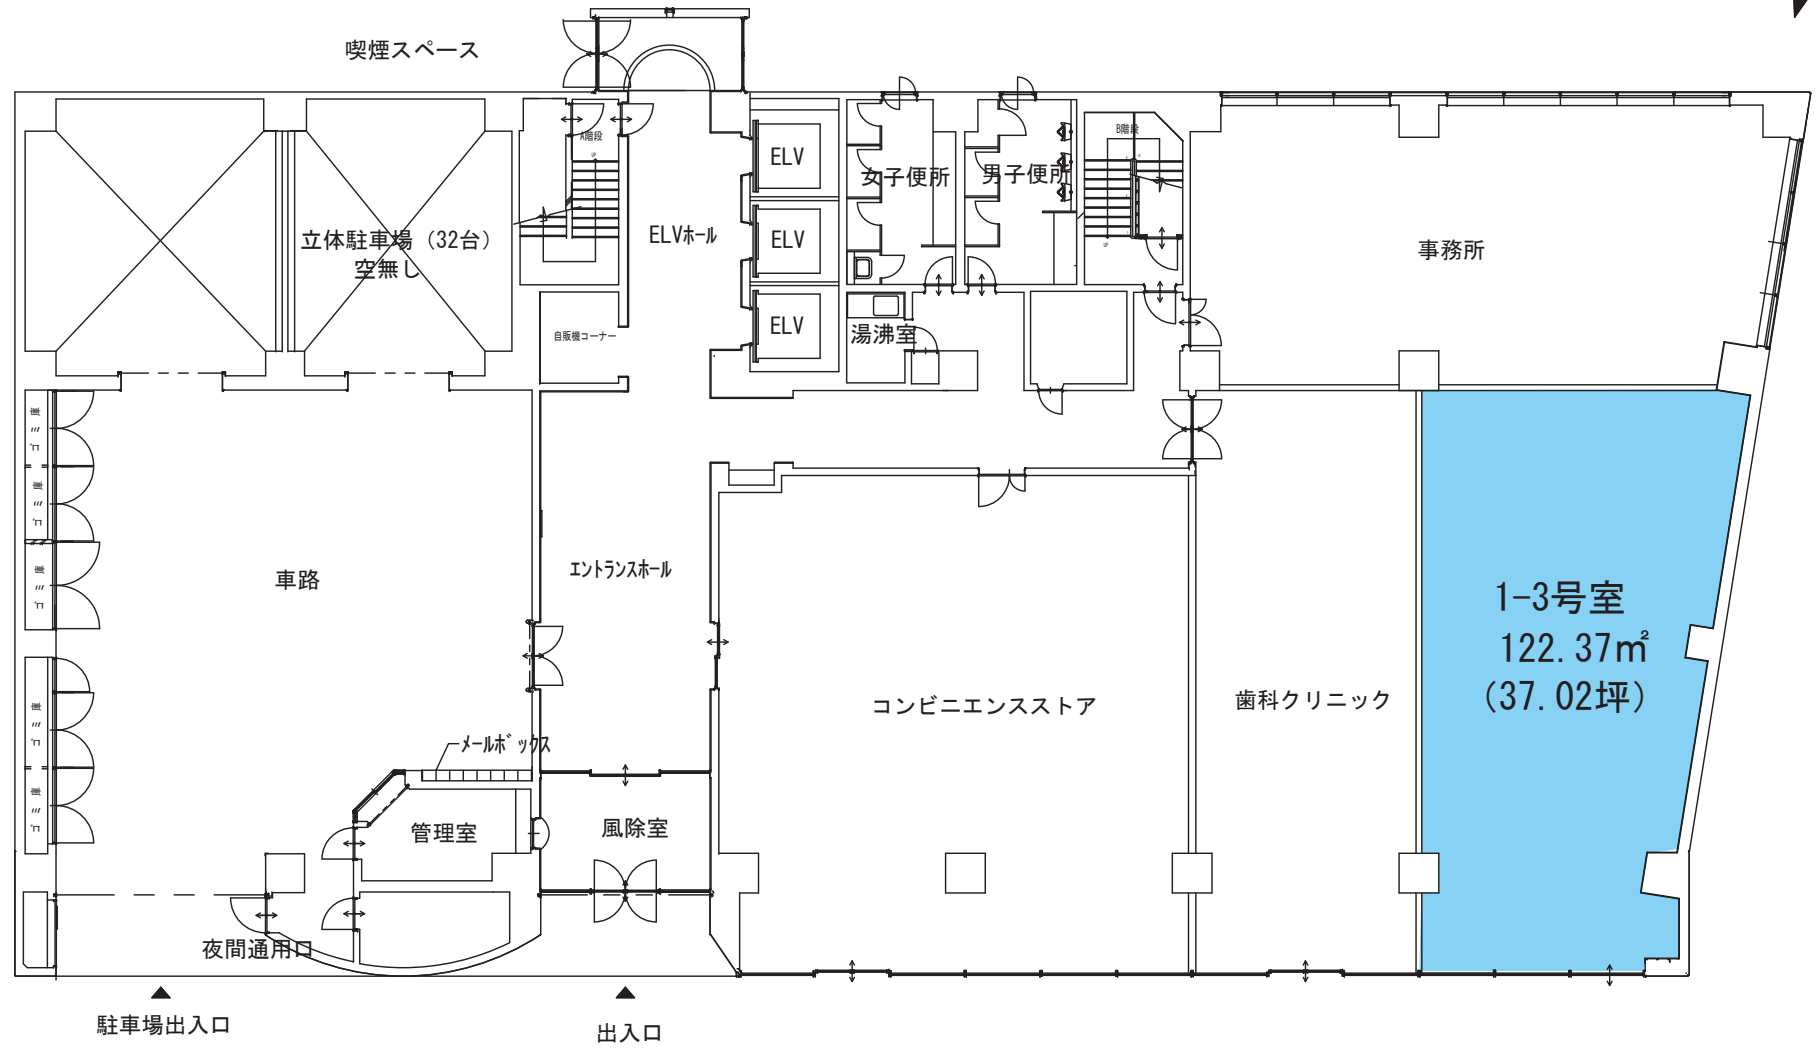 喫煙スペース
A階段
UP
B階段
UP
ELV
女子便所
男子便所
立体駐車場（32台）
空無し
ELVホール
ELV
事務所
自販機コーナー
ELV
湯沸室
車路
エントランスホール
1-3号室
122.37㎡
(37.02坪)
コンビニエンスストア
歯科クリニック
メールボックス
管理室
風除室
夜間通用口
駐車場出入口
出入口